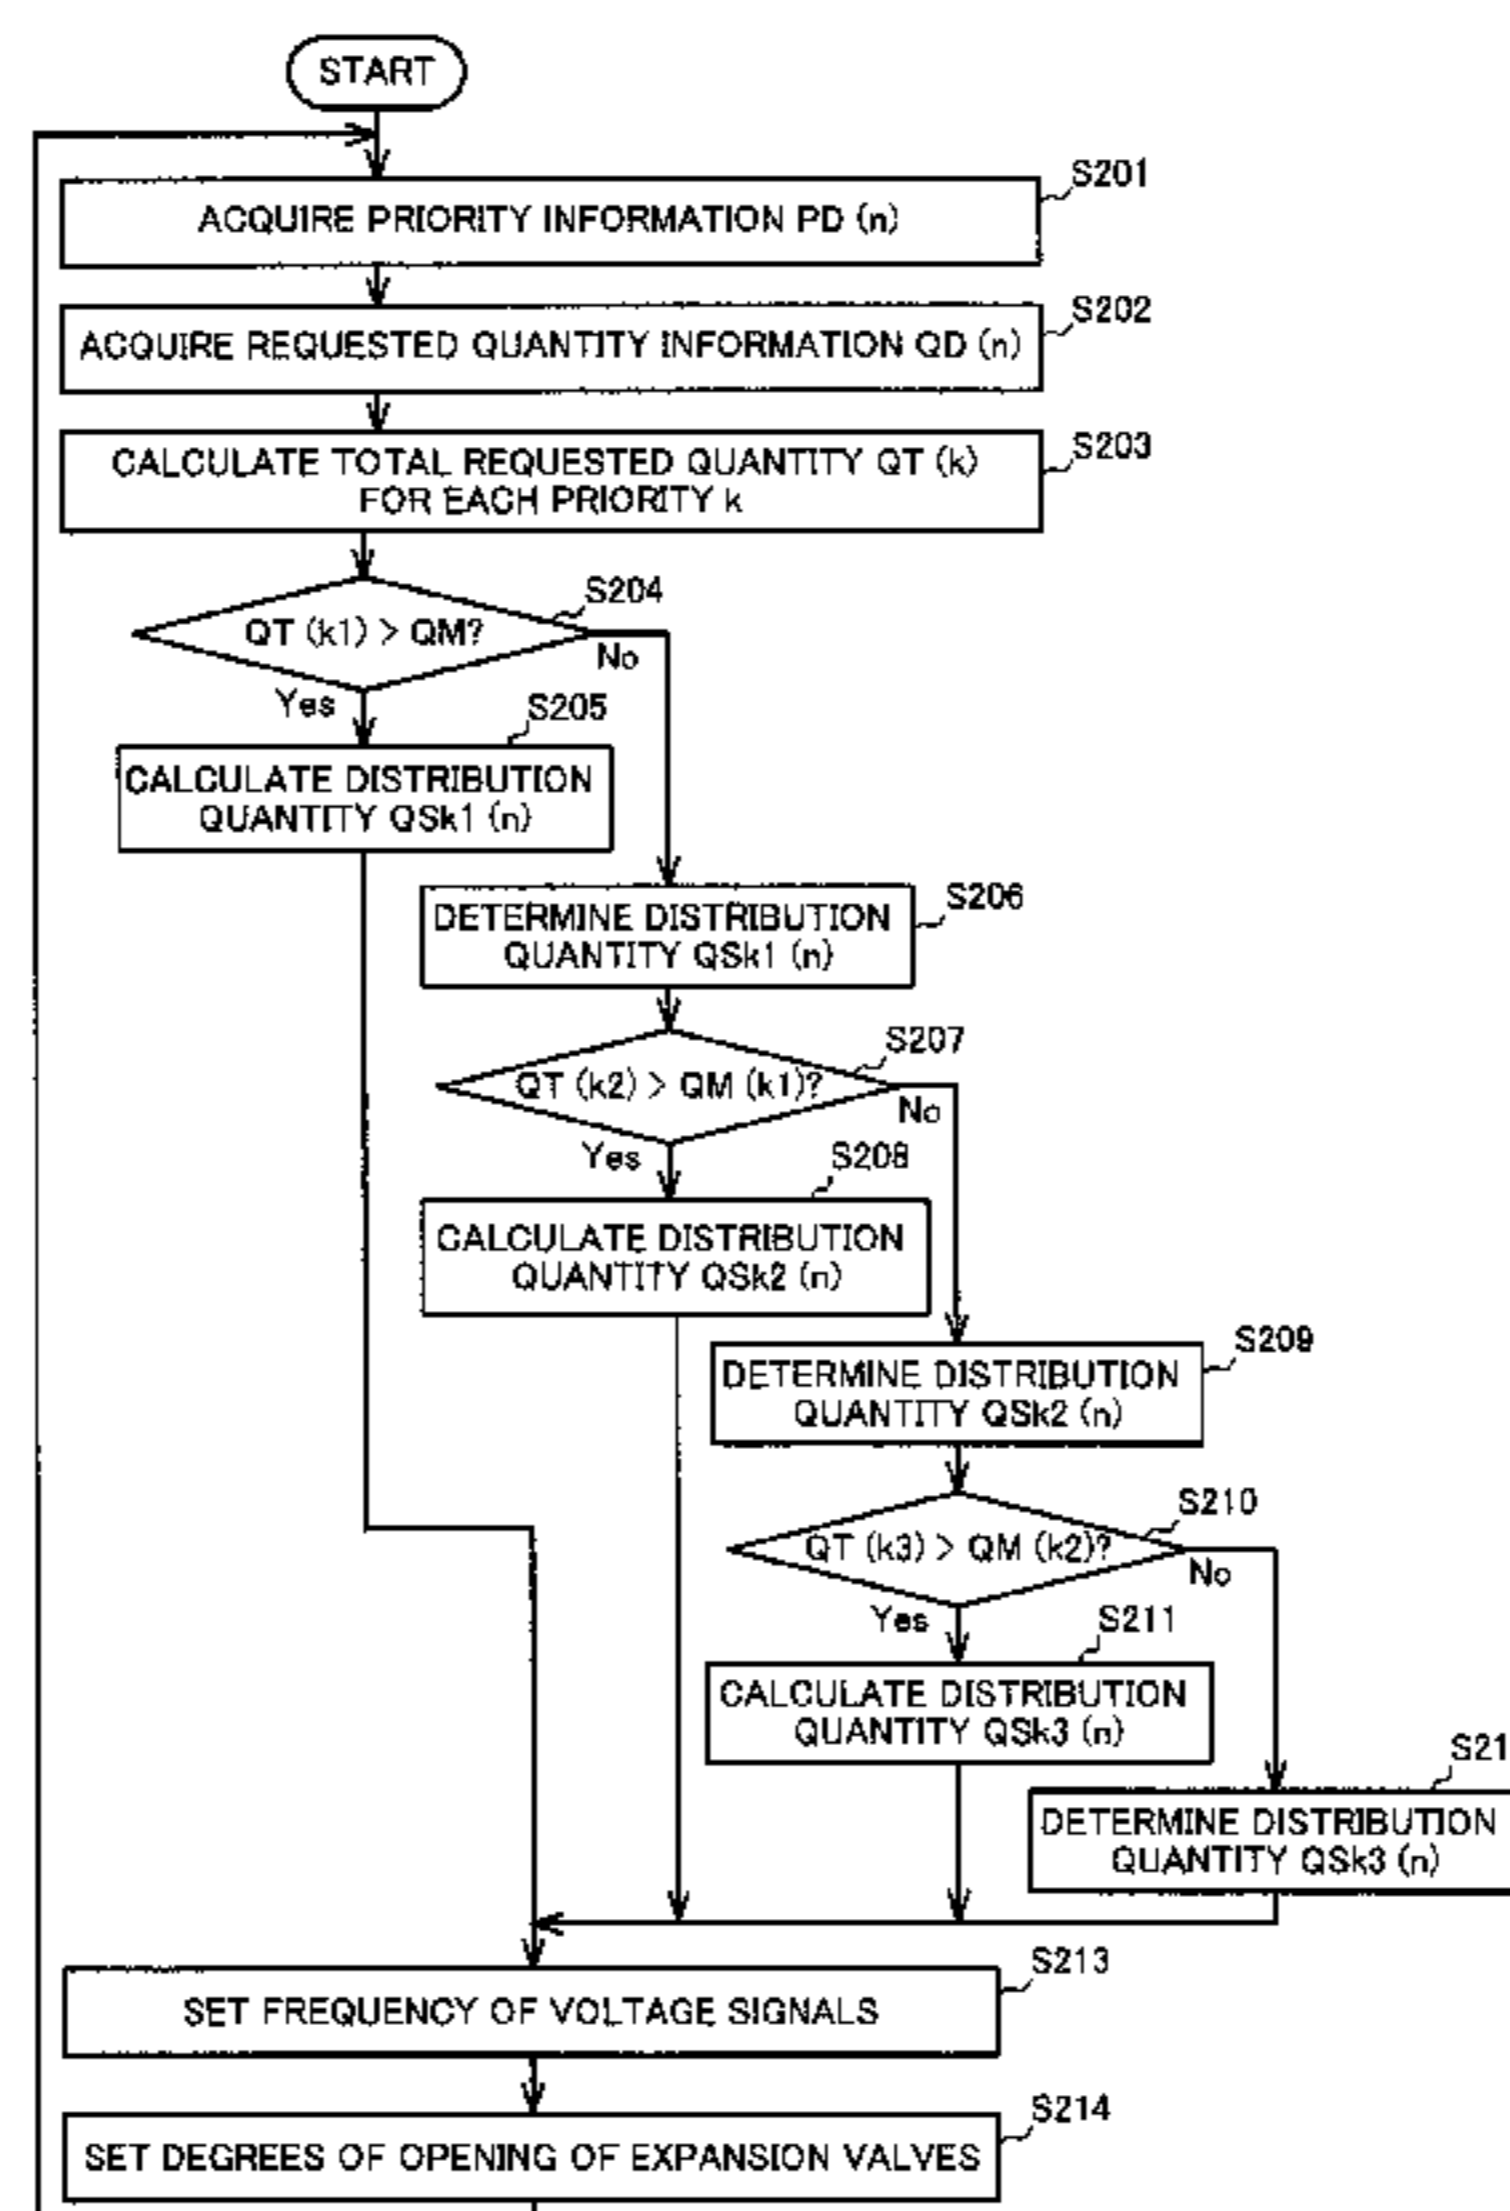 START
S201
ACQUIRE PRIORITY INFORMATION PD (n)
S202
ACQUIRE REQUESTED QUANTITY INFORMATION QD (n)
S203
CALCULATE TOTAL REQUESTED QUANTITY QT (k)
FOR EACH PRIORITY k
S204
QT (k1) > QM?
No
Yes
S205
CALCULATE DISTRIBUTION
QUANTITY QSk1 (n)
S206
DETERMINE DISTRIBUTION
QUANTITY QSk1 (n)
S207
QT (k2) > QM (k1)?
No
Yes
S208
CALCULATE DISTRIBUTION
QUANTITY QSk2 (n)
S209
DETERMINE DISTRIBUTION
QUANTITY QSk2 (n)
S210
QT (k3) > QM (k2)?
No
Yes
S211
CALCULATE DISTRIBUTION
QUANTITY QSk3 (n)
S21
DETERMINE DISTRIBUTION
QUANTITY QSk3 (n)
S213
SET FREQUENCY OF VOLTAGE SIGNALS
S214
SET DEGREES OF OPENING OF EXPANSION VALVES